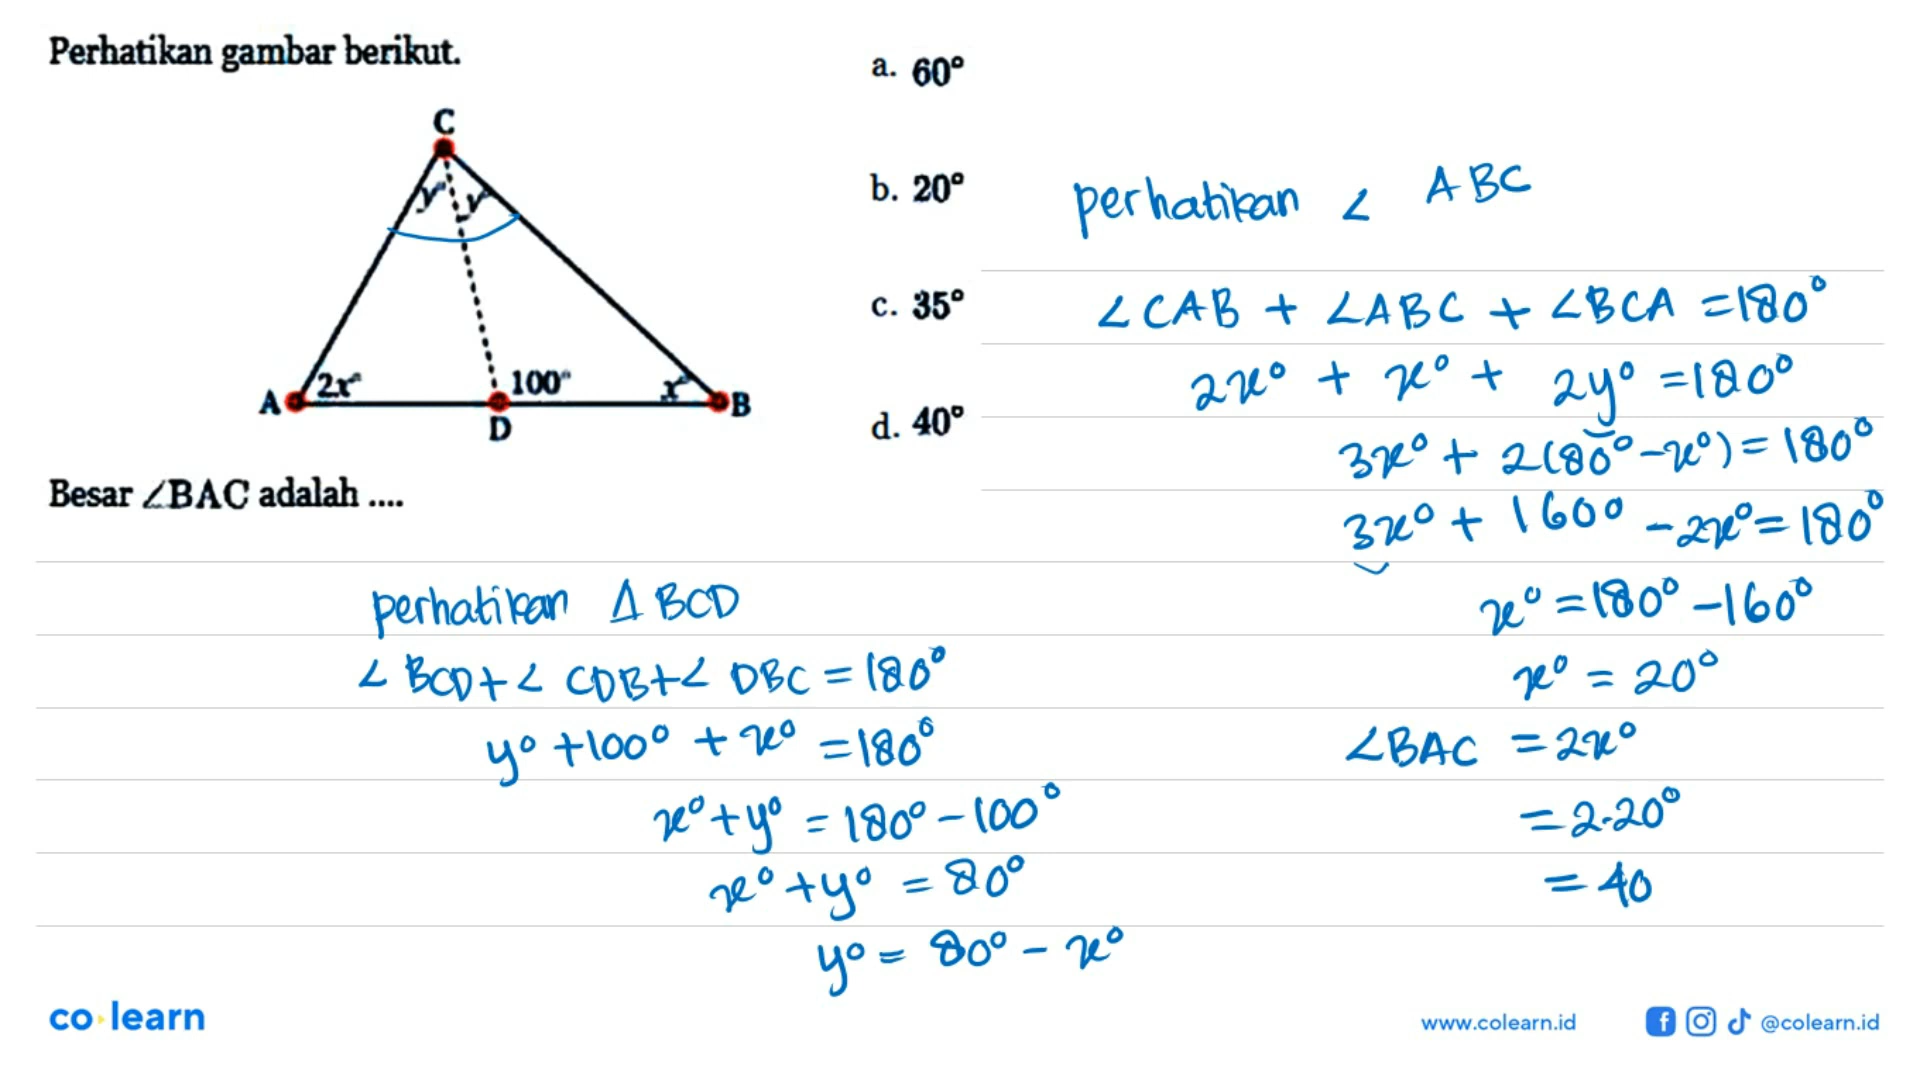 Perhatikan gambar berikut.
C
y° y°
A 2x° 100° x° B
D
Besar ∠BAC adalah ....
a. 60°
b. 20°
c. 35°
d. 40°
perhatikan Δ BCD
∠ BCD + ∠ CDB + ∠ DBC = 180°
y° + 100° + x° = 180°
x° + y° = 180° - 100°
x° + y° = 80°
y° = 80° - x°
perhatikan ∠ ABC
∠CAB + ∠ABC + ∠BCA = 180°
2x° + x° + 2y° = 180°
3x° + 2(80° - x°) = 180°
3x° + 160° - 2x° = 180°
x° = 180° - 160°
x° = 20°
∠BAC = 2x°
= 2.20°
= 40
co learn
www.colearn.id
@colearn.id